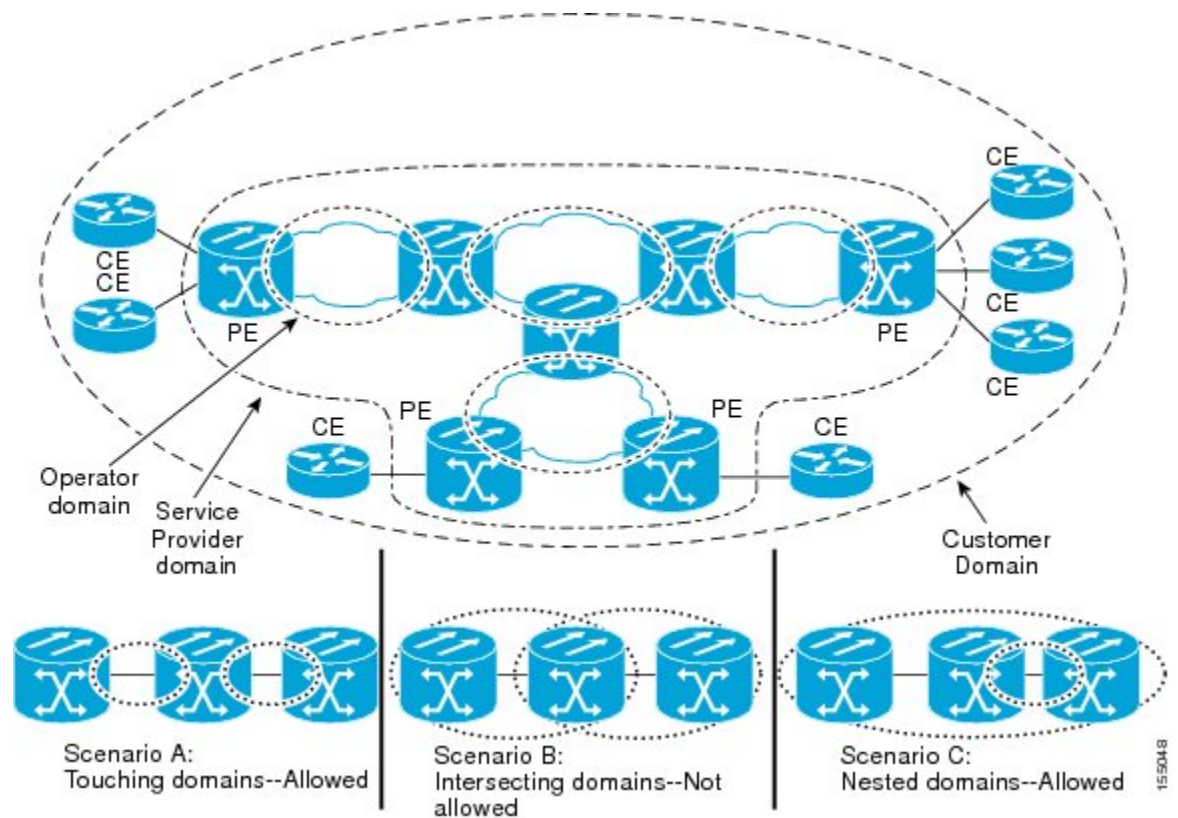 CE
CE
CE
PE
CE
PE
CE
CE
PE
PE
CE
CE
Operator
domain
Service
Provider
domain
Customer
Domain
Scenario A:
Touching domains--Allowed
Scenario B:
Intersecting domains--Not
allowed
Scenario C:
Nested domains--Allowed
155048